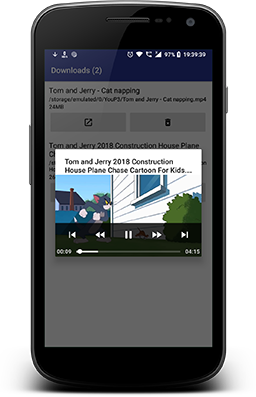 97% 19:39:39
Downloads (2)
Tom and Jerry - Cat napping
/storage/emulated/0/YouP3/Tom and Jerry - Cat napping.mp4
24MB
Tom and Jerry 2018 Construction House Plane
Tom and Jerry 2018 Construction
House Plane Chase Cartoon For Kids...
00:09
04:15